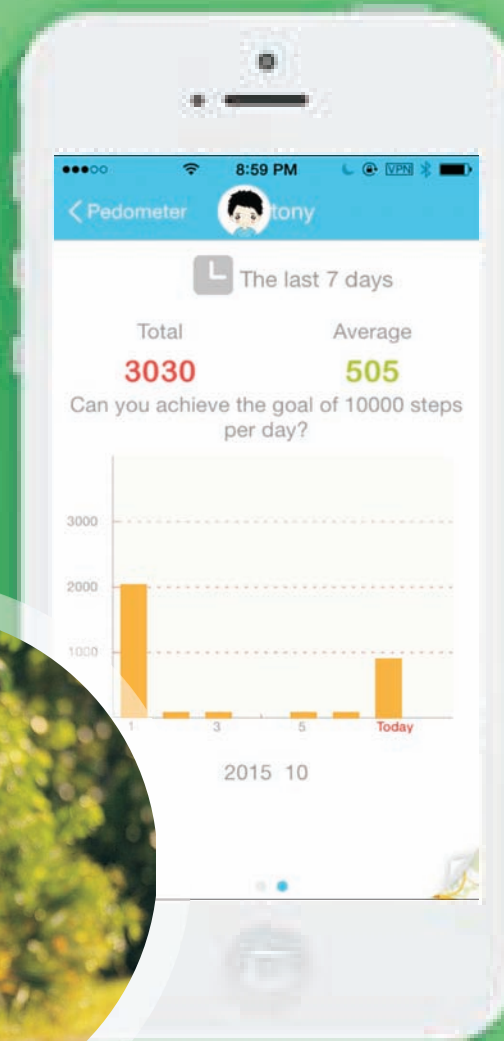 8:59 PM VPN
Pedometer tony
The last 7 days
Total Average
3030 505
Can you achieve the goal of 10000 steps
per day?
3000
2000
1000
1 3 5 Today
2015 10